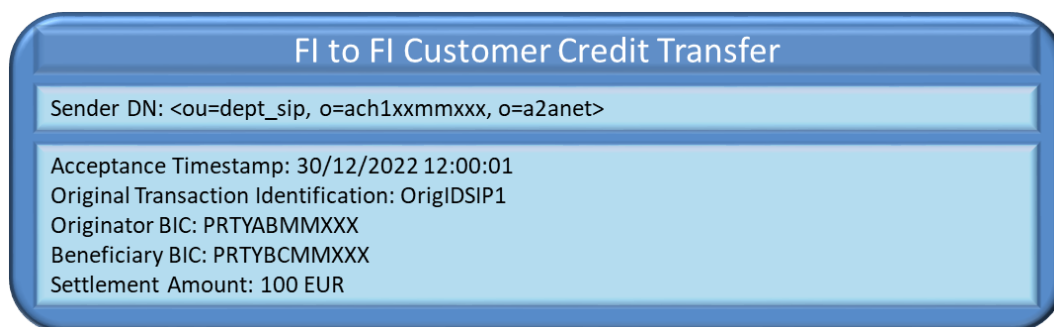 FI to FI Customer Credit Transfer
Sender DN: <ou=dept_sip, o=ach1xxmmxxx, o=a2anet>
Acceptance Timestamp: 30/12/2022 12:00:01
Original Transaction Identification: OrigIDSIP1
Originator BIC: PRTYABMMXXX
Beneficiary BIC: PRTYBCMMXXX
Settlement Amount: 100 EUR